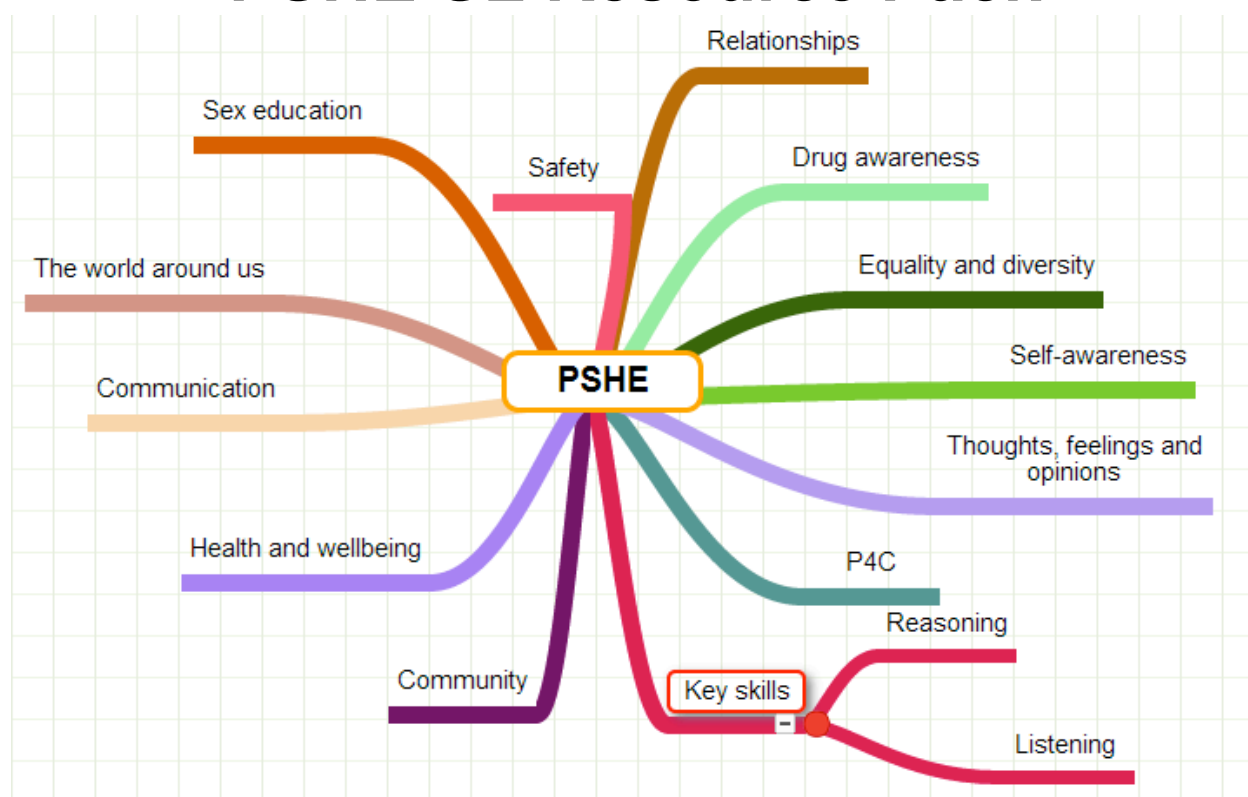 Relationships
Sex education
Safety
Drug awareness
The world around us
Equality and diversity
PSHE
Self-awareness
Communication
Thoughts, feelings and
opinions
Health and wellbeing
P4C
Reasoning
Community
Key skills
Listening